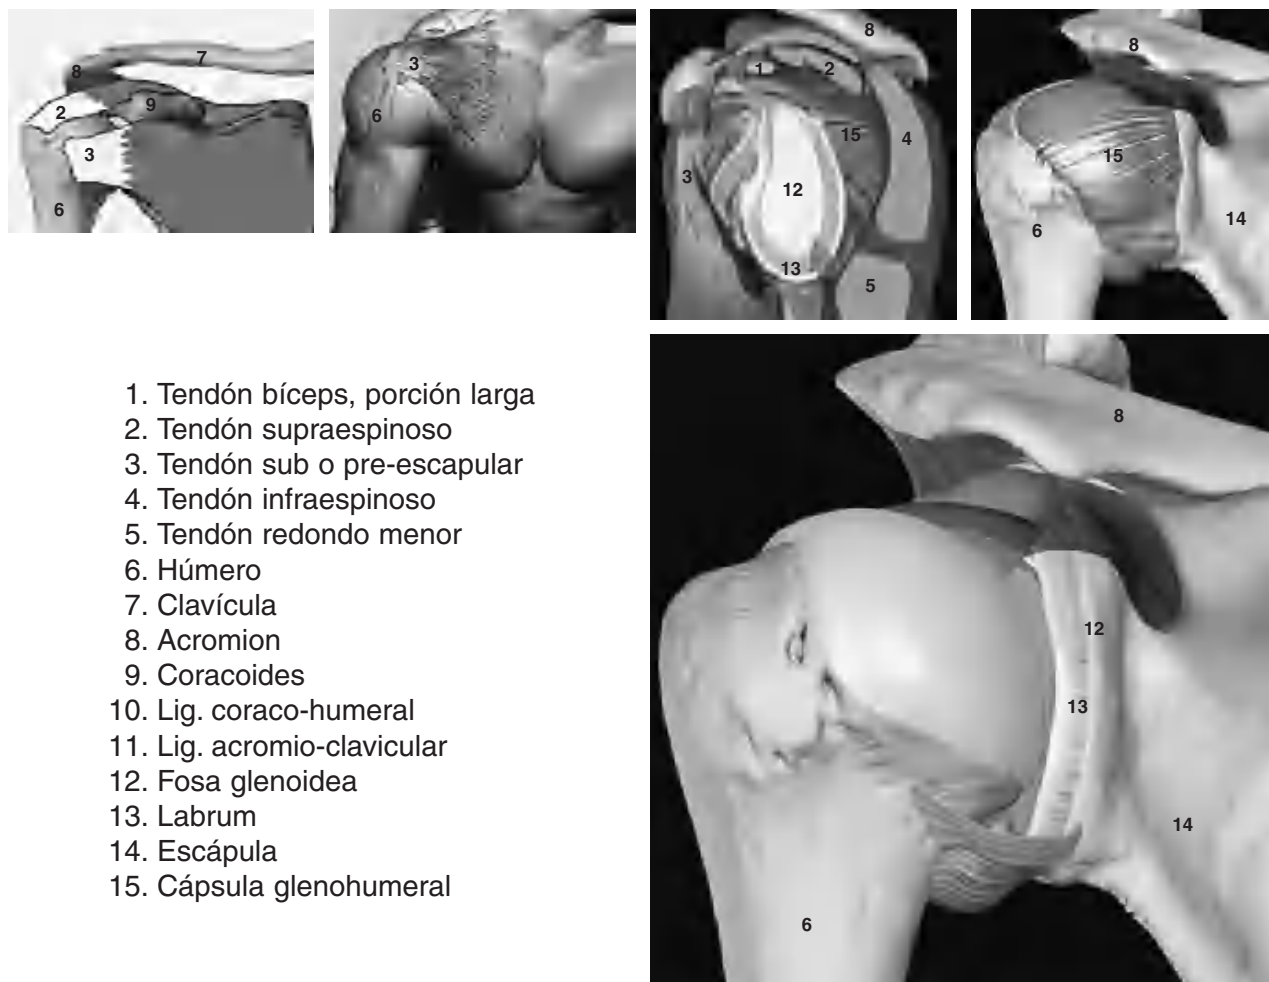 7
8
2
9
3
6
3
6
8
1
2
15
4
3
12
13
5
8
15
6
14
1. Tendón bíceps, porción larga
2. Tendón supraespinoso
3. Tendón sub o pre-escapular
4. Tendón infraespinoso
5. Tendón redondo menor
6. Húmero
7. Clavícula
8. Acromion
9. Coracoides
10. Lig. coraco-humeral
11. Lig. acromio-clavicular
12. Fosa glenoidea
13. Labrum
14. Escápula
15. Cápsula glenohumeral
8
12
13
14
6